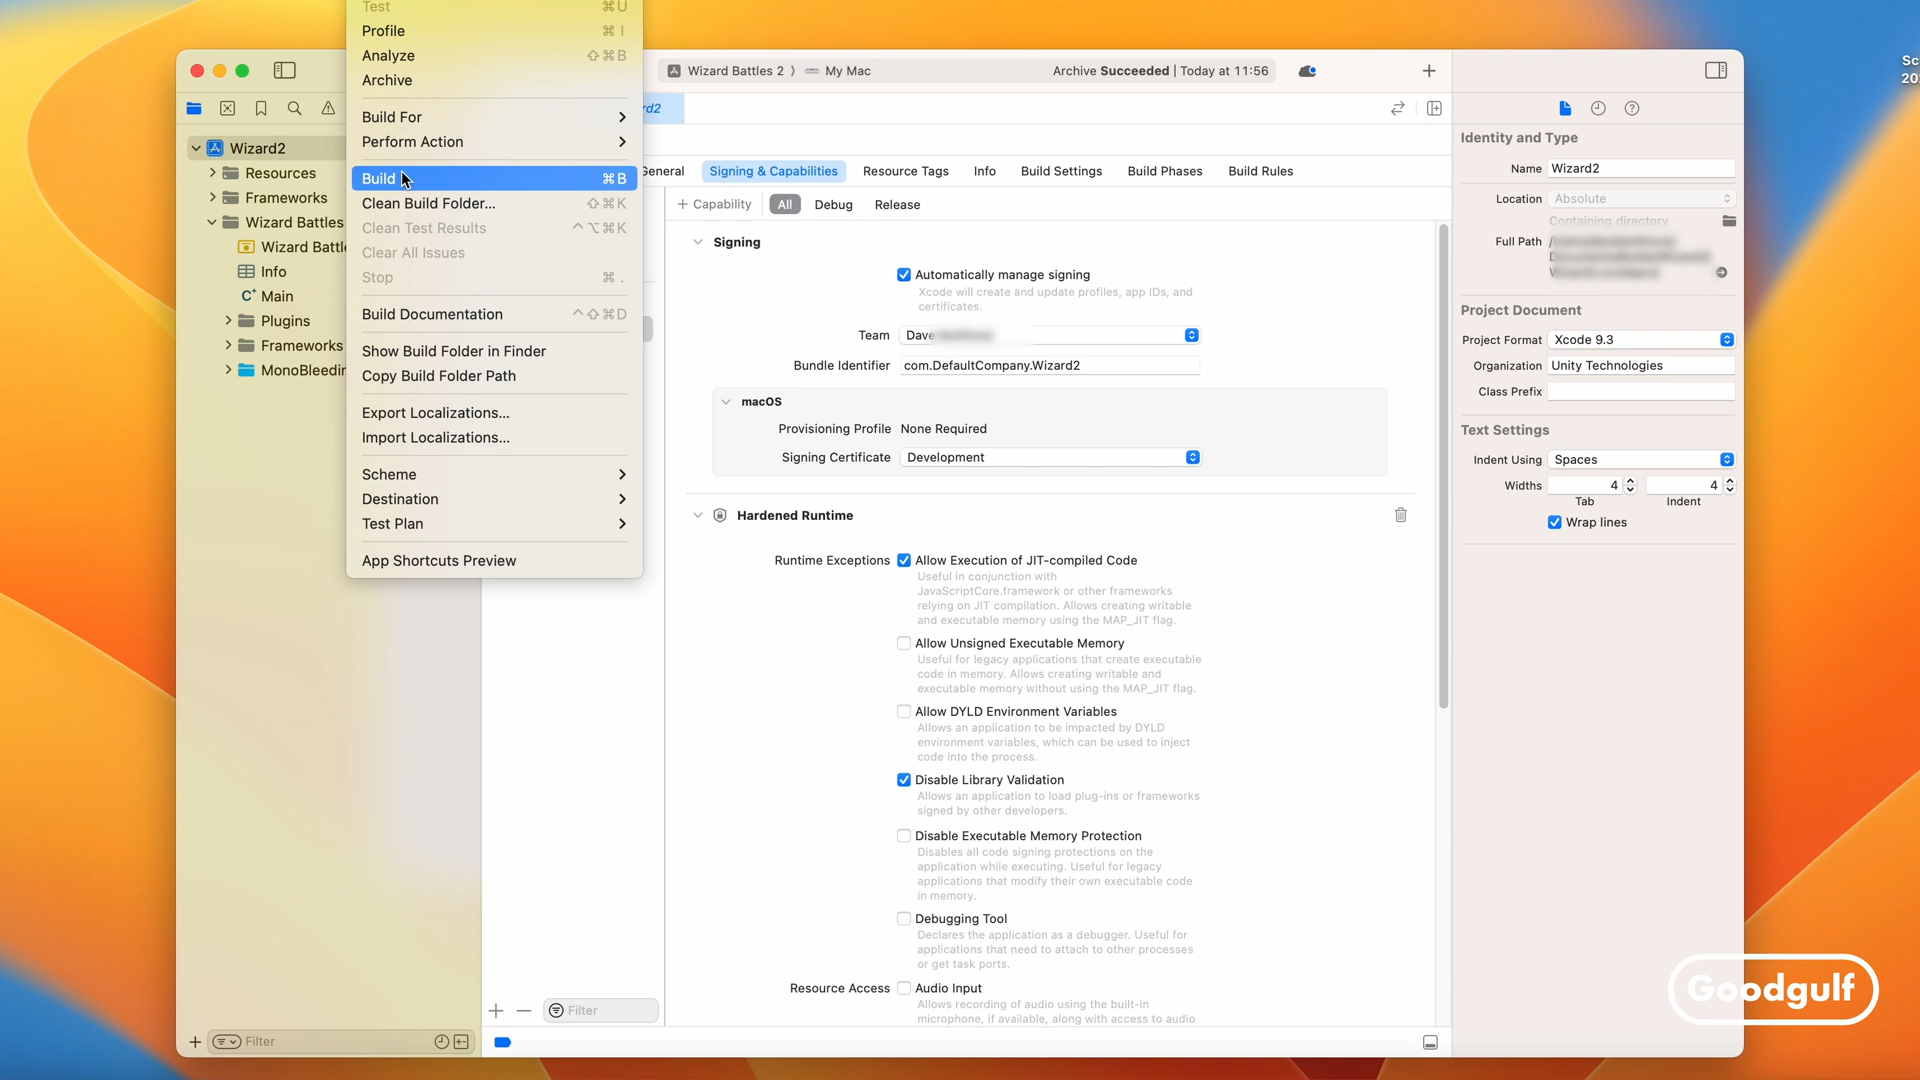 Test ⌘U
Profile ⌘I
Analyze ⇧⌘B
Archive
Build For
Perform Action
Build ⌘B
Clean Build Folder... ⇧⌘K
Clean Test Results ⌃⌥⌘K
Clear All Issues
Stop ⌘.
Build Documentation ⌃⇧⌘D
Show Build Folder in Finder
Copy Build Folder Path
Export Localizations...
Import Localizations...
Scheme
Destination
Test Plan
App Shortcuts Preview
Wizard2
Resources
Frameworks
Wizard Battles
Wizard Battl
Info
Main
Plugins
Frameworks
MonoBleedin
Filter
Wizard Battles 2 〉 My Mac
Archive Succeeded | Today at 11:56
rd2
General
Signing & Capabilities
Resource Tags
Info
Build Settings
Build Phases
Build Rules
+ Capability
All
Debug
Release
Signing
Automatically manage signing
Xcode will create and update profiles, app IDs, and
certificates.
Team Dave
Bundle Identifier com.DefaultCompany.Wizard2
macOS
Provisioning Profile None Required
Signing Certificate Development
Hardened Runtime
Runtime Exceptions Allow Execution of JIT-compiled Code
Useful in conjunction with
JavaScriptCore.framework or other frameworks
relying on JIT compilation. Allows creating writable
and executable memory using the MAP_JIT flag.
Allow Unsigned Executable Memory
Useful for legacy applications that create executable
code in memory. Allows creating writable and
executable memory without using the MAP_JIT flag.
Allow DYLD Environment Variables
Allows an application to be impacted by DYLD
environment variables, which can be used to inject
code into the process.
Disable Library Validation
Allows an application to load plug-ins or frameworks
signed by other developers.
Disable Executable Memory Protection
Disables all code signing protections on the
application while executing. Useful for legacy
applications that modify their own executable code
in memory.
Debugging Tool
Declares the application as a debugger. Useful for
applications that need to attach to other processes
or get task ports.
Resource Access Audio Input
Allows recording of audio using the built-in
microphone, if available, along with access to audio
Filter
Identity and Type
Name Wizard2
Location Absolute
Containing directory
Full Path
Project Document
Project Format Xcode 9.3
Organization Unity Technologies
Class Prefix
Text Settings
Indent Using Spaces
Widths 4 4
Tab Indent
Wrap lines
Sc
20
Goodgulf